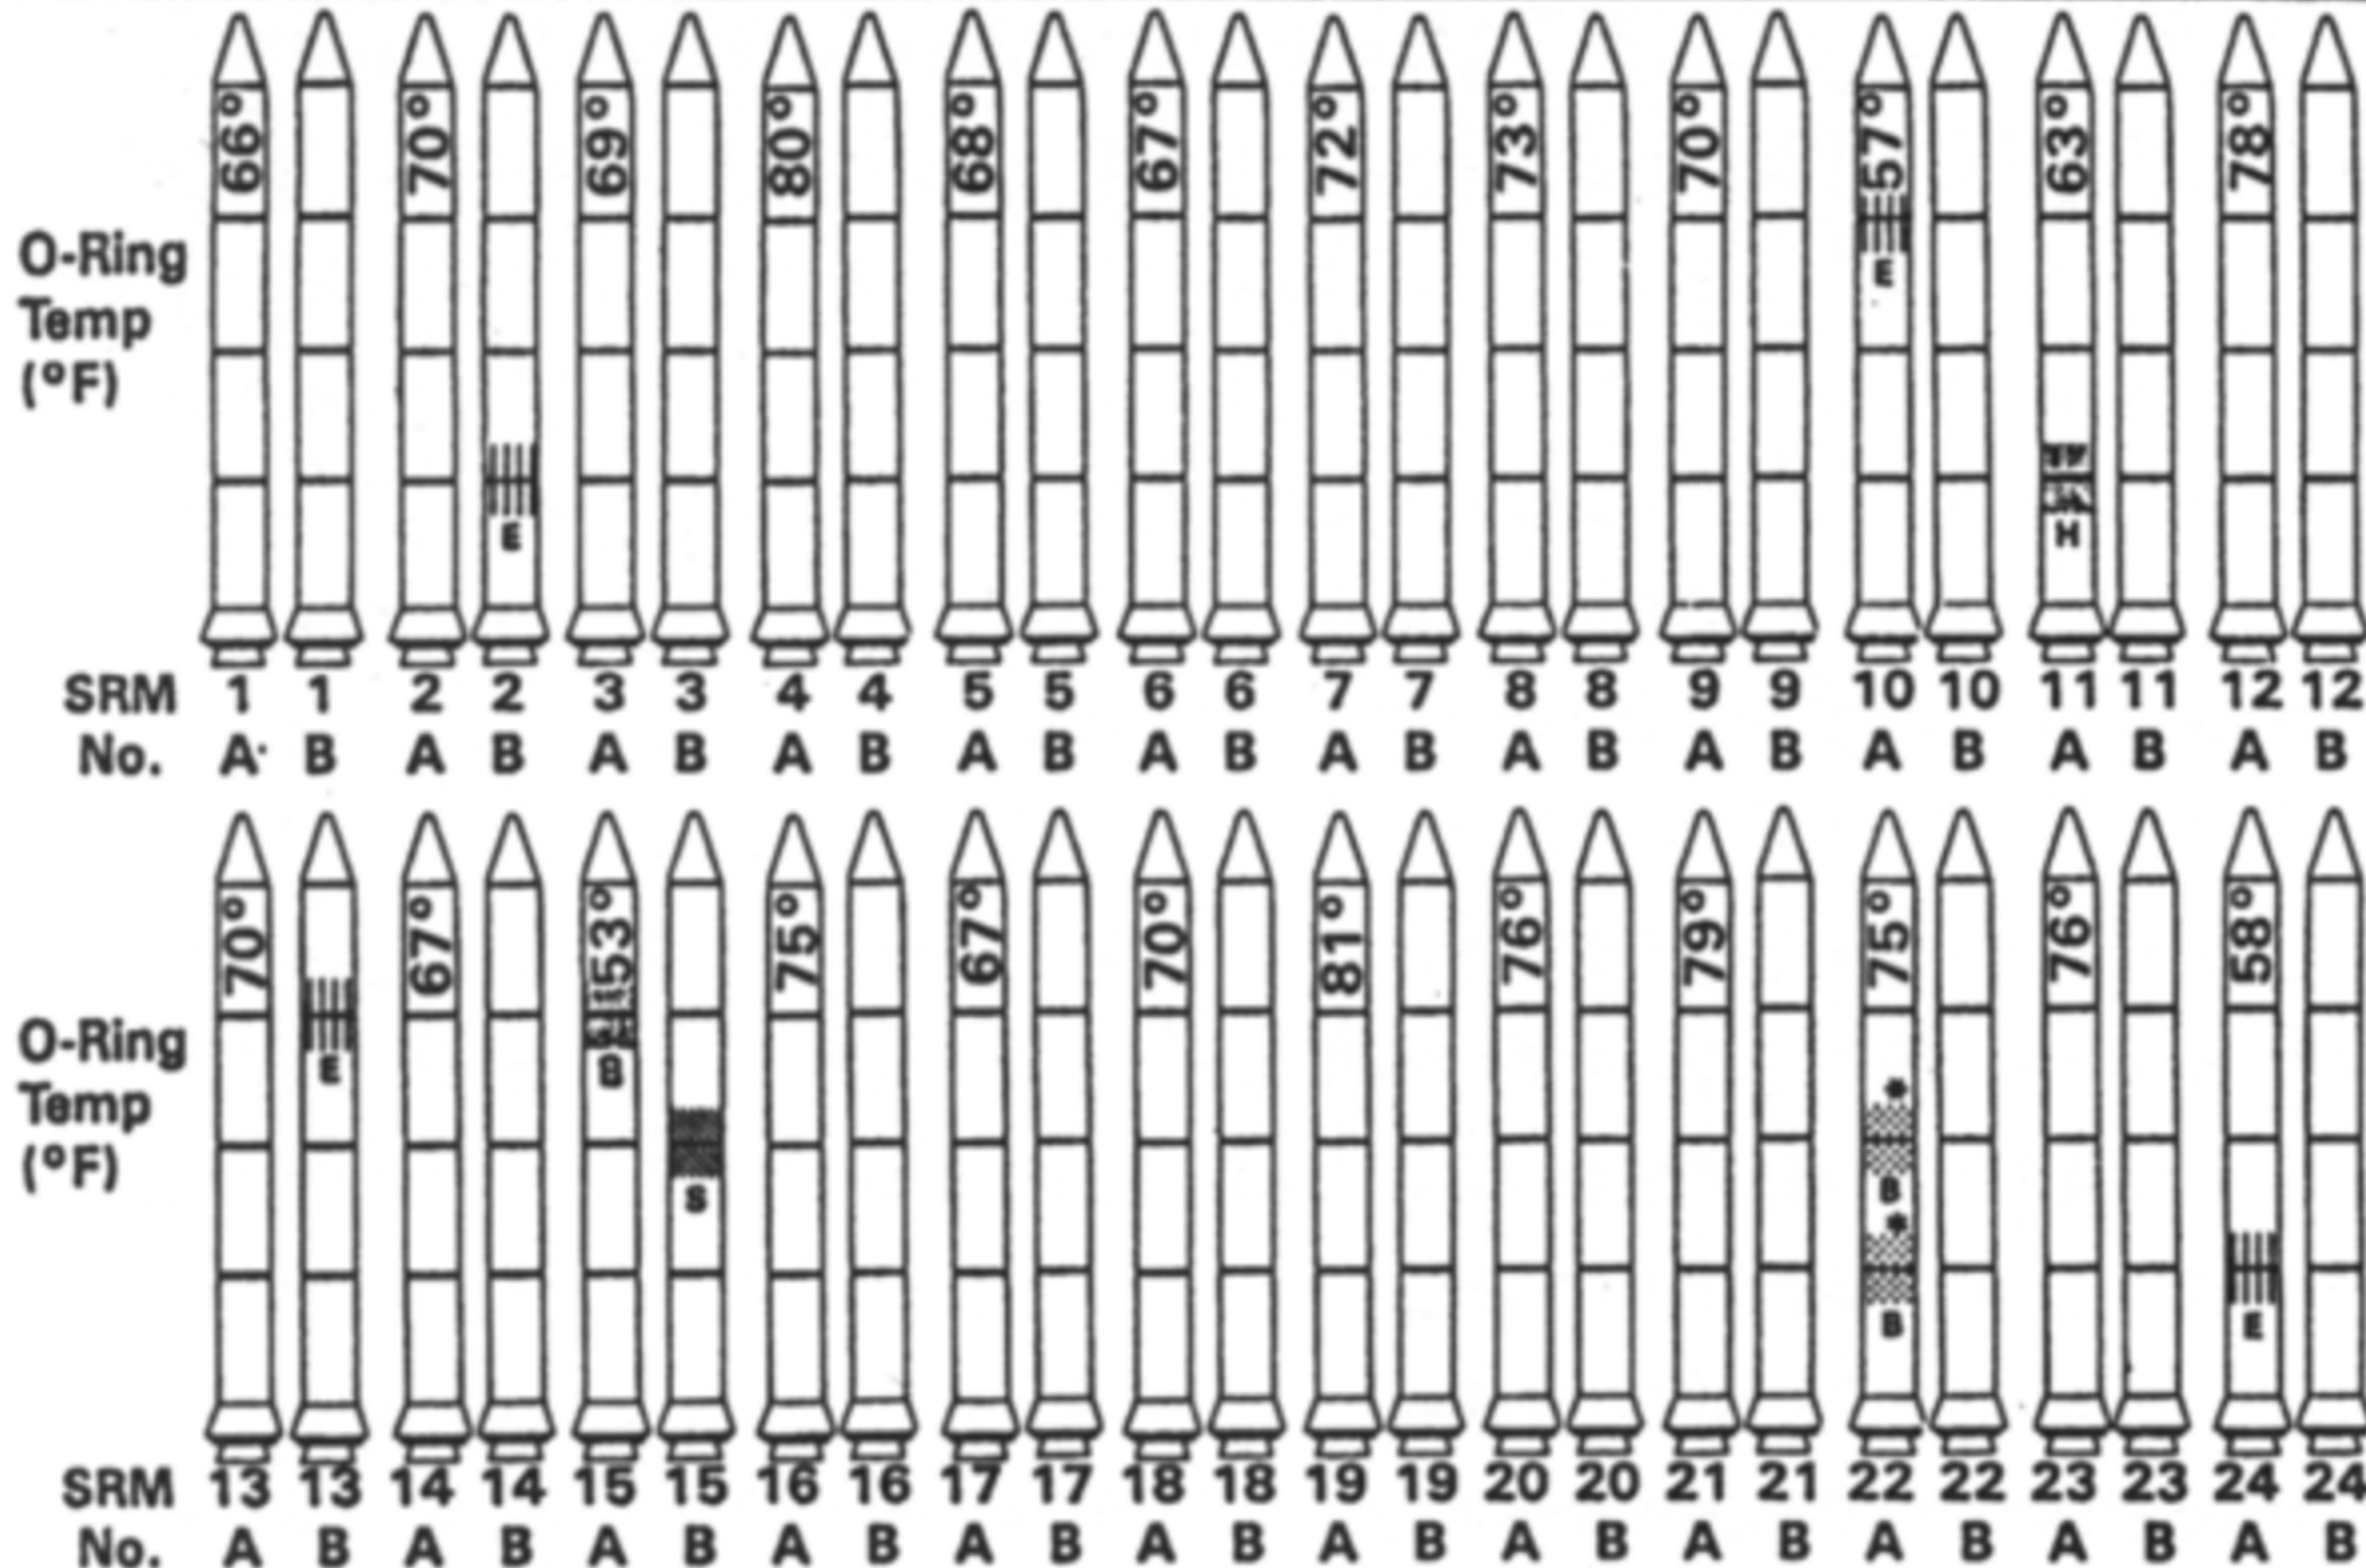 66° 70° 69° 80° 68° 67° 72° 73° 70° 57° 63° 78°
O-Ring
Temp
(°F)
E
E H
SRM 1 1 2 2 3 3 4 4 5 5 6 6 7 7 8 8 9 9 10 10 11 11 12 12
No. A B A B A B A B A B A B A B A B A B A B A B A B
70° 67° 53° 75° 67° 70° 81° 76° 79° 75° 76° 58°
O-Ring
Temp
(°F)
E B
*
S B
*
B E
SRM 13 13 14 14 15 15 16 16 17 17 18 18 19 19 20 20 21 21 22 22 23 23 24 24
No. A B A B A B A B A B A B A B A B A B A B A B A B